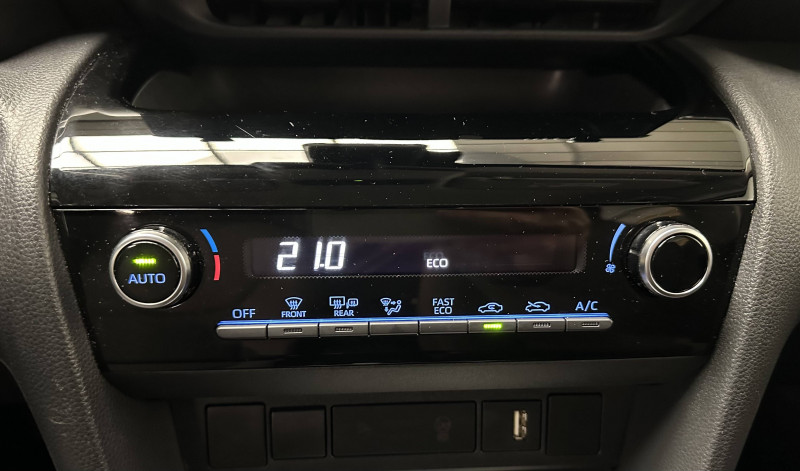 AUTO
21.0
ECO
OFF
FRONT
REAR
FAST
ECO
A/C